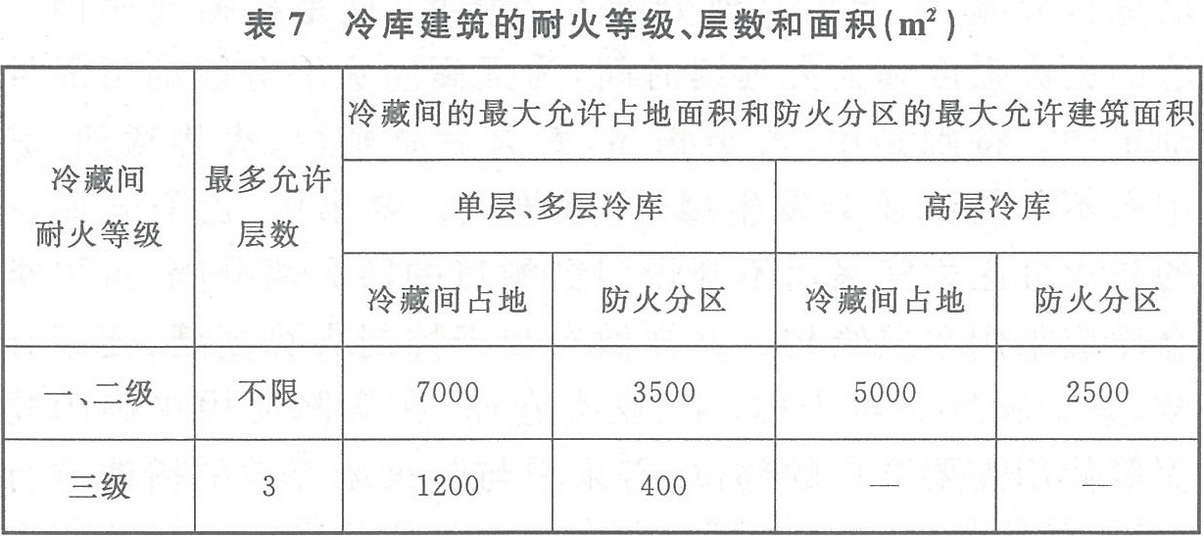 表 7 冷库建筑的耐火等级、层数和面积(m²)
冷藏间的最大允许占地面积和防火分区的最大允许建筑面积
冷藏间
耐火等级
最多允许
层数
单层、多层冷库 高层冷库
冷藏间占地 防火分区 冷藏间占地 防火分区
一、二级 不限 7000 3500 5000 2500
三级 3 1200 400 — —